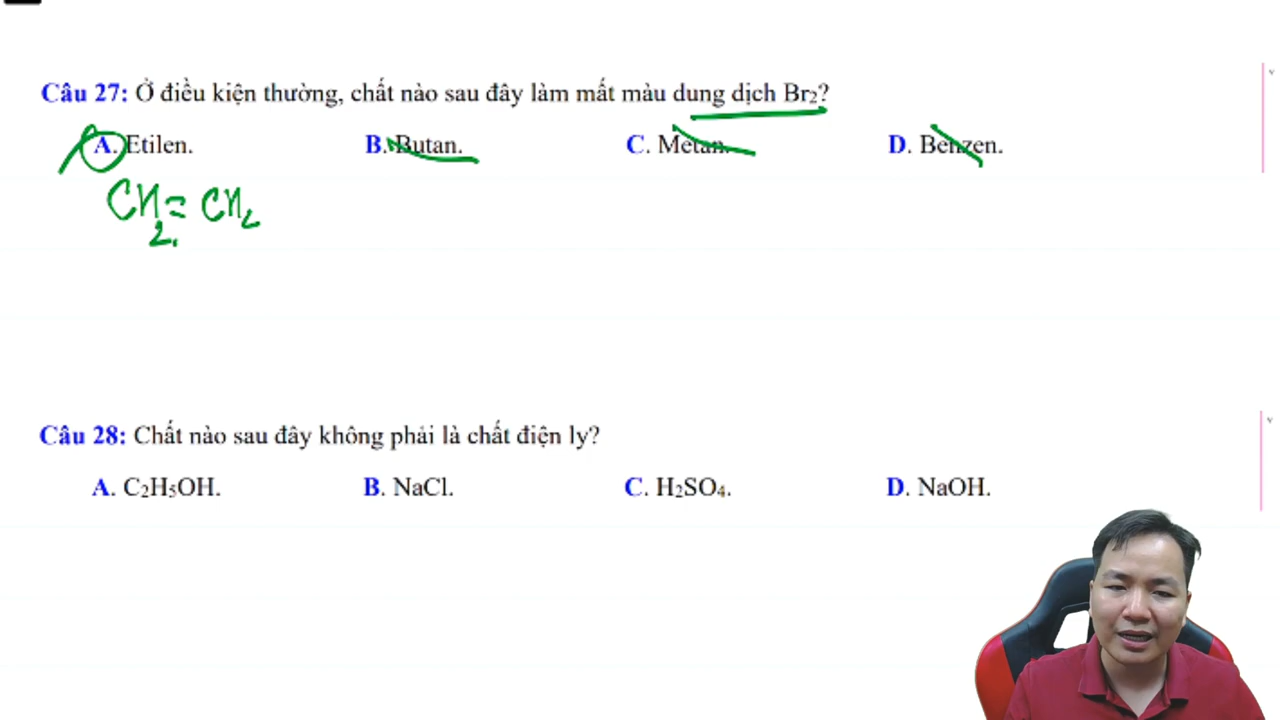 Câu 27: Ở điều kiện thường, chất nào sau đây làm mất màu dung dịch Br₂?
A. Etilen. B. Butan. C. Metan. D. Benzen.
CH₂=CH₂
Câu 28: Chất nào sau đây không phải là chất điện ly?
A. C₂H₅OH. B. NaCl. C. H₂SO₄. D. NaOH.